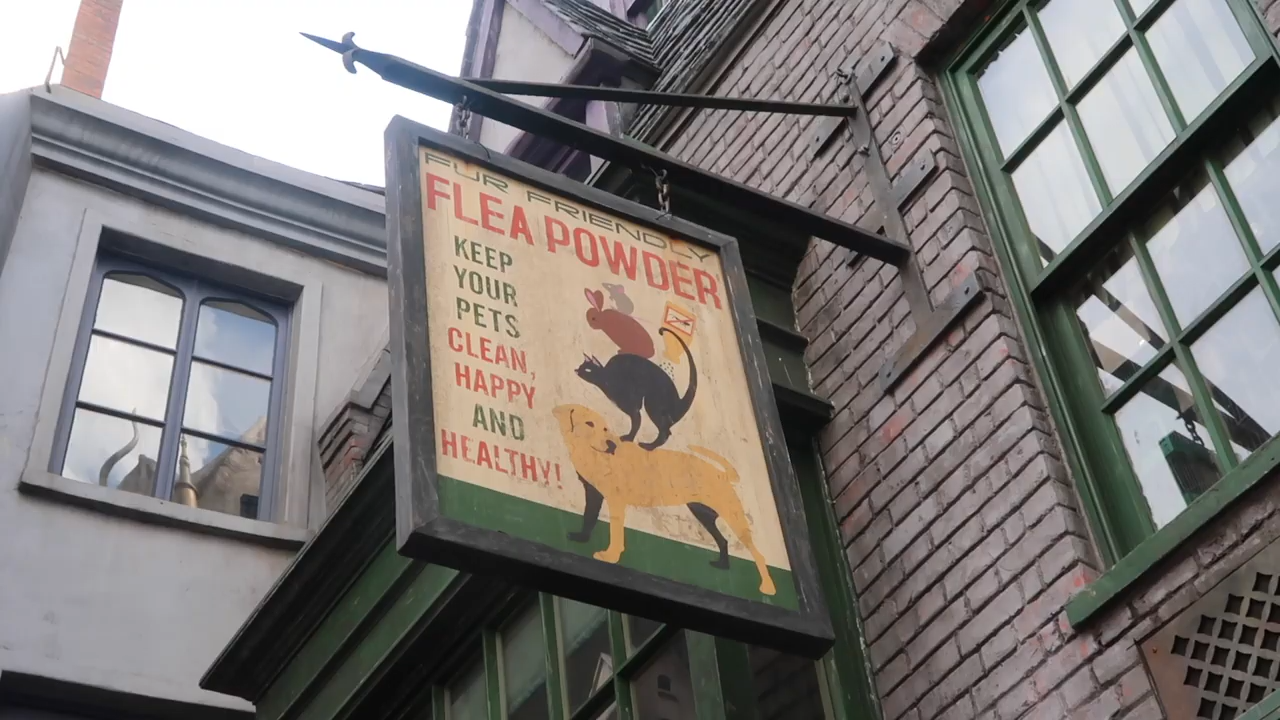 FUR FRIENDLY
FLEA POWDER
KEEP
YOUR
PETS
CLEAN,
HAPPY
AND
HEALTHY!